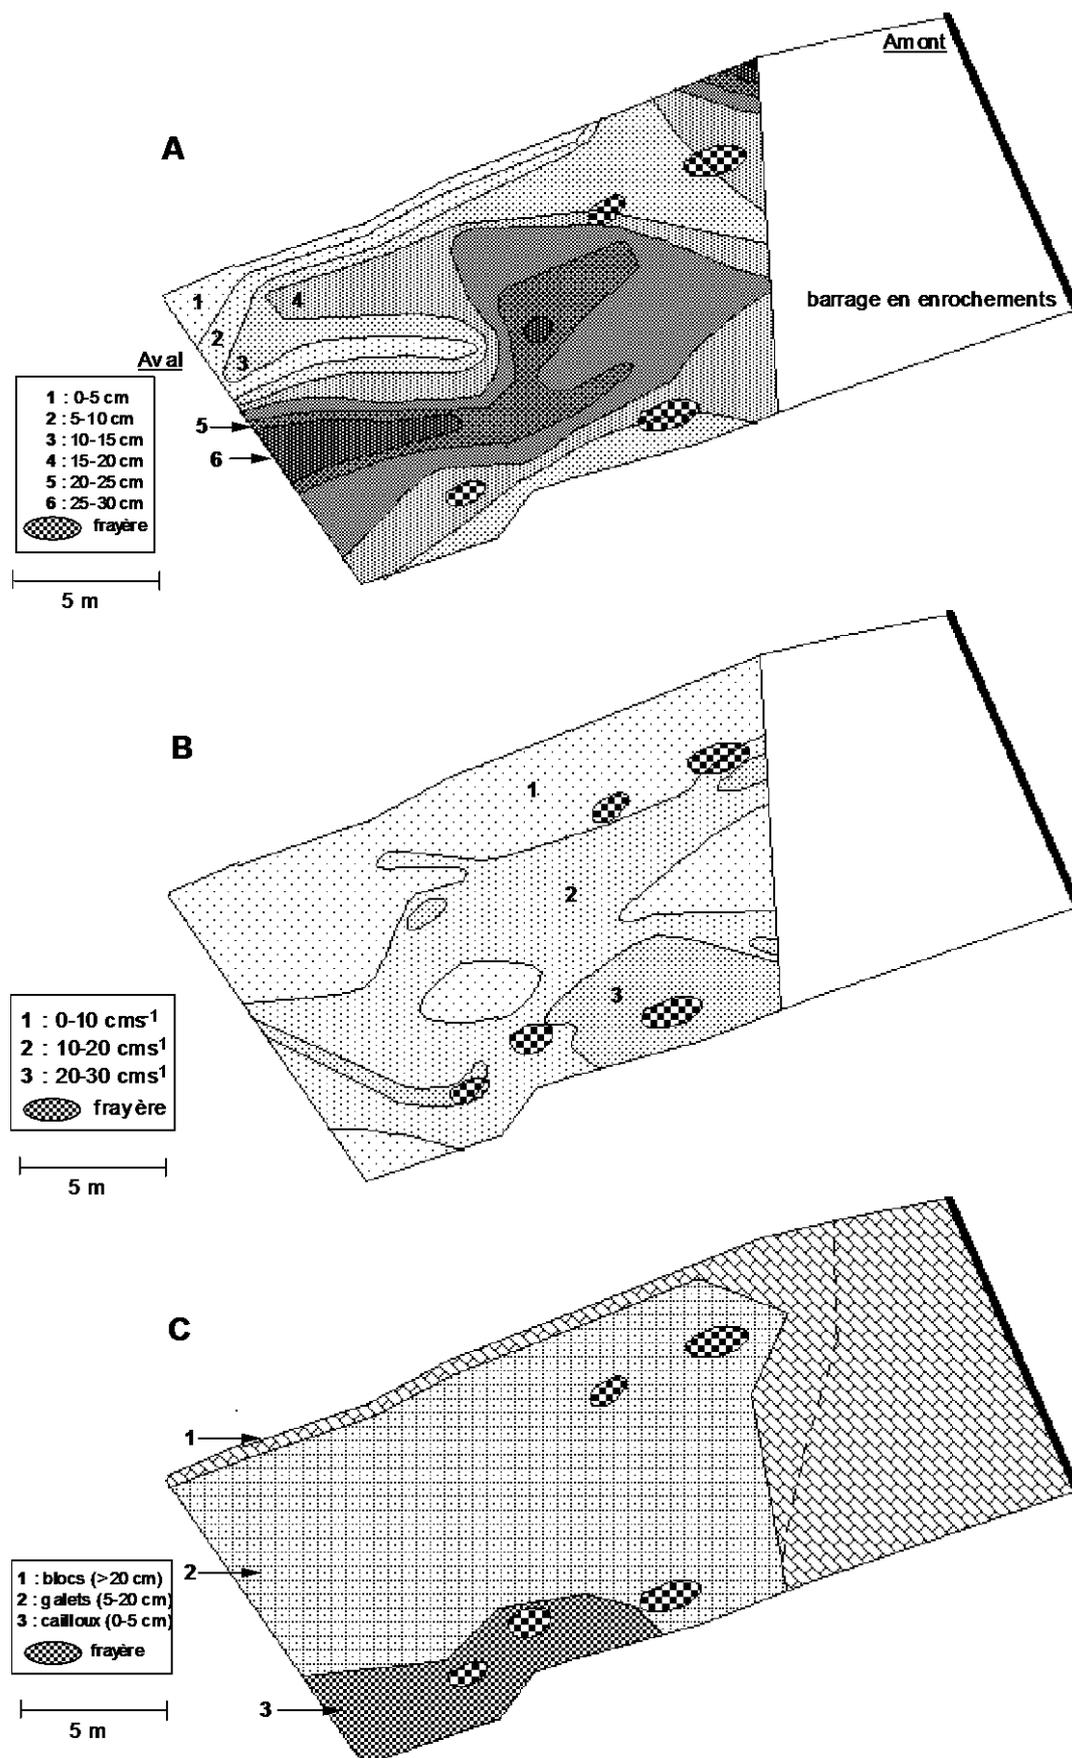 Amont
A
1
4
2
3
barrage en enrochements
Aval
1 : 0-5 cm
2 : 5-10 cm
3 : 10-15 cm
4 : 15-20 cm
5 : 20-25 cm
6 : 25-30 cm
frayère
5
6
5 m
B
1
2
3
1 : 0-10 cms-1
2 : 10-20 cms1
3 : 20-30 cms1
frayère
5 m
C
1
2
1 : blocs (>20 cm)
2 : galets (5-20 cm)
3 : cailloux (0-5 cm)
frayère
3
5 m